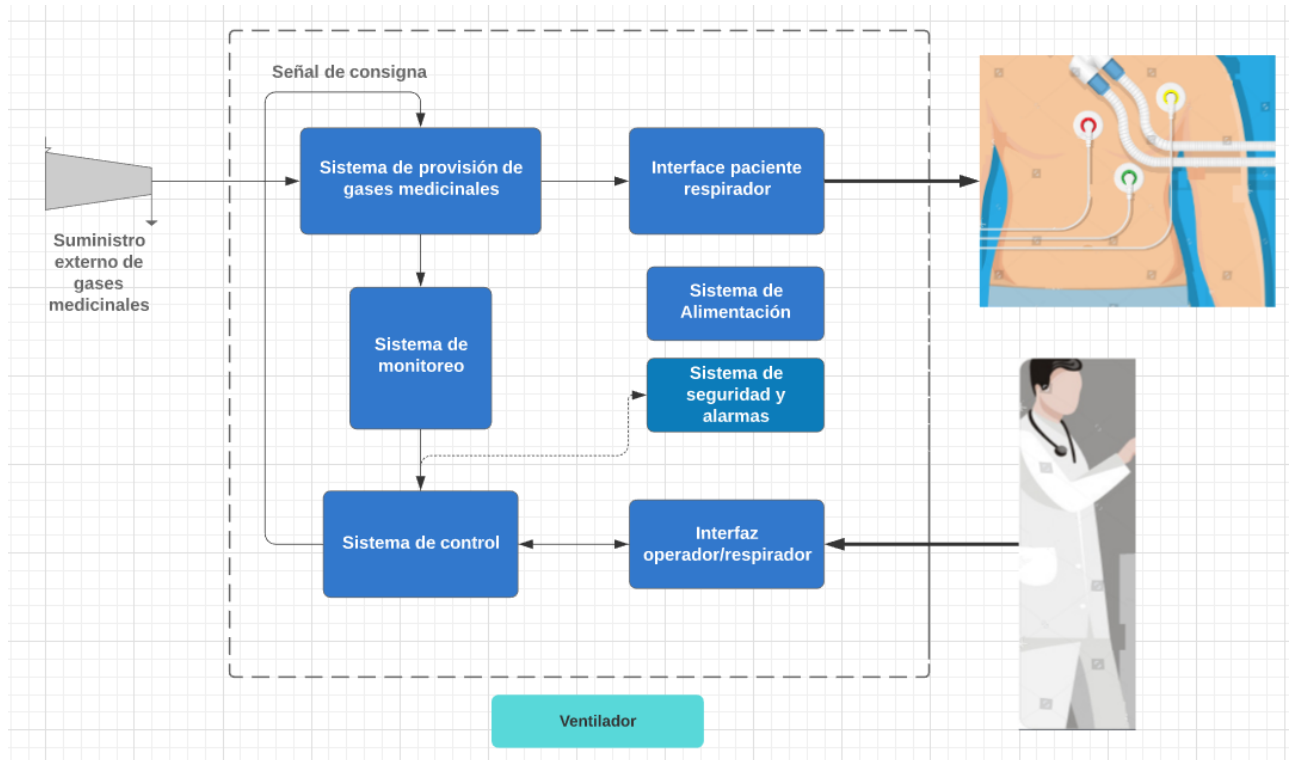 Señal de consigna
Sistema de provisión de
gases medicinales
Interface paciente
respirador
Suministro
externo de
gases
medicinales
Sistema de
Alimentación
Sistema de
monitoreo
Sistema de
seguridad y
alarmas
Sistema de control
Interfaz
operador/respirador
Ventilador